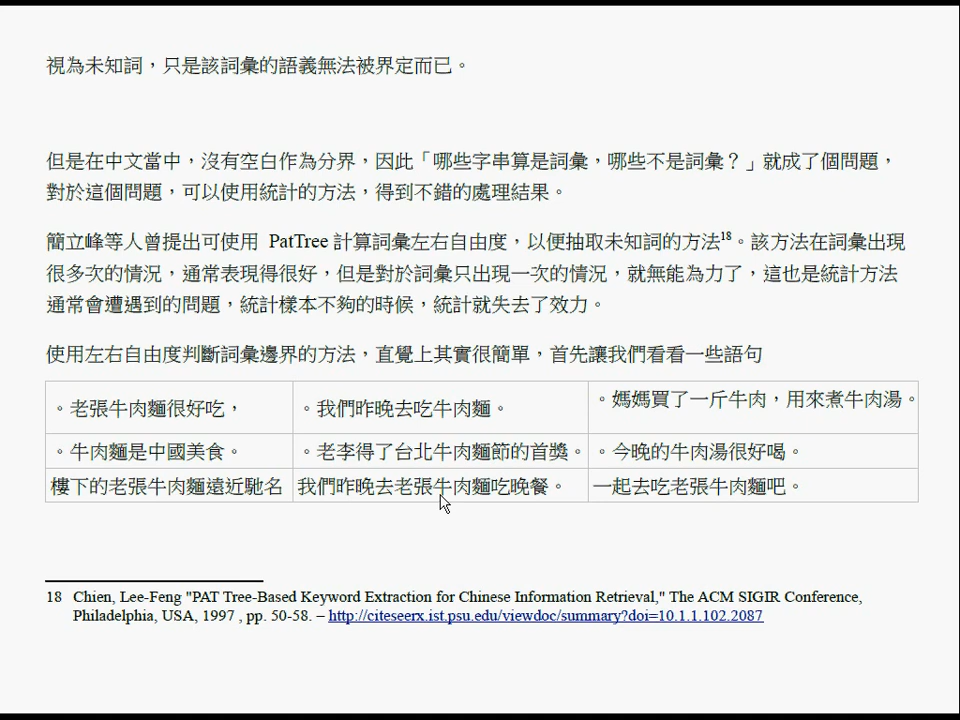 視為未知詞，只是該詞彙的語義無法被界定而已。
但是在中文當中，沒有空白作為分界，因此「哪些字串算是詞彙，哪些不是詞彙？」就成了個問題，
對於這個問題，可以使用統計的方法，得到不錯的處理結果。
簡立峰等人曾提出可使用 PatTree 計算詞彙左右自由度，以便抽取未知詞的方法18。該方法在詞彙出現
很多次的情況，通常表現得很好，但是對於詞彙只出現一次的情況，就無能為力了，這也是統計方法
通常會遭遇到的問題，統計樣本不夠的時候，統計就失去了效力。
使用左右自由度判斷詞彙邊界的方法，直覺上其實很簡單，首先讓我們看看一些語句
。老張牛肉麵很好吃， 。我們昨晚去吃牛肉麵。 。媽媽買了一斤牛肉，用來煮牛肉湯。
。牛肉麵是中國美食。 。老李得了台北牛肉麵節的首獎。 。今晚的牛肉湯很好喝。
樓下的老張牛肉麵遠近馳名 我們昨晚去老張牛肉麵吃晚餐。 一起去吃老張牛肉麵吧。
18 Chien, Lee-Feng "PAT Tree-Based Keyword Extraction for Chinese Information Retrieval," The ACM SIGIR Conference,
Philadelphia, USA, 1997 , pp. 50-58. – http://citeseerx.ist.psu.edu/viewdoc/summary?doi=10.1.1.102.2087